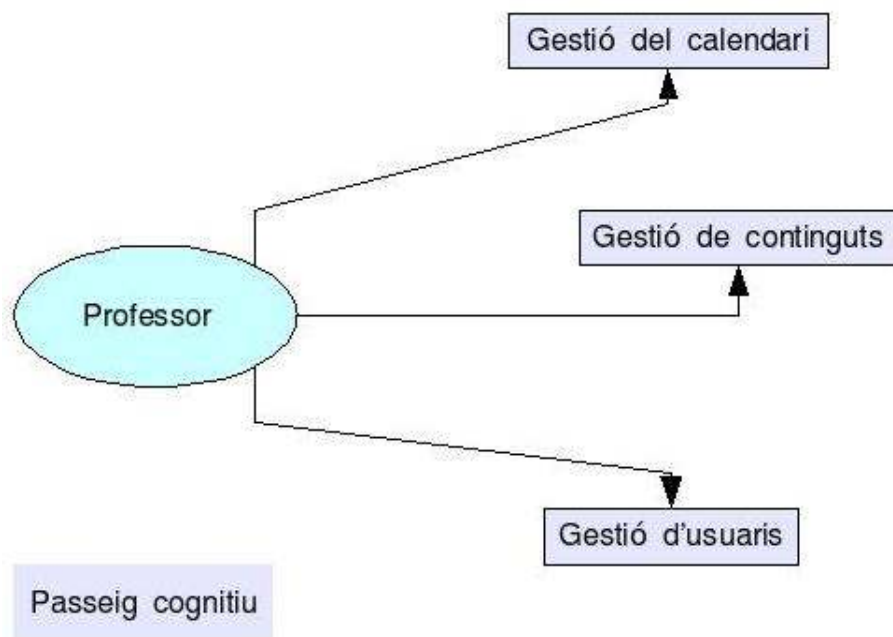 Gestió del calendari
Gestió de continguts
Professor
Gestió d'usuaris
Passeig cognitiu